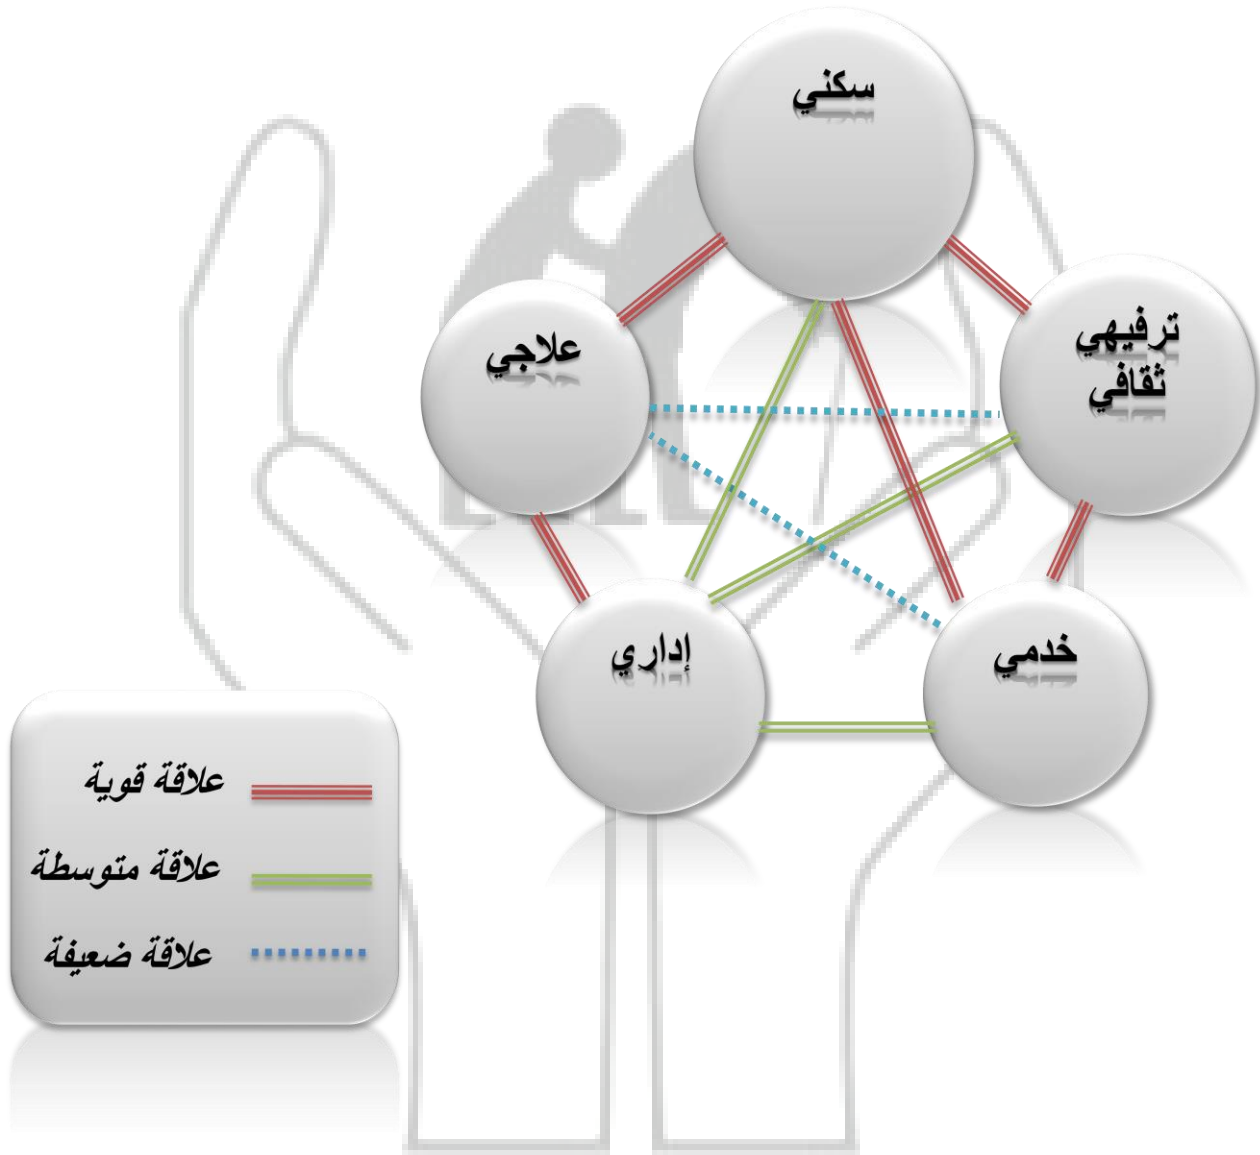 سكني
ترفيهي
ثقافي
علاجي
إداري
خدمي
علاقة قوية
علاقة متوسطة
علاقة ضعيفة